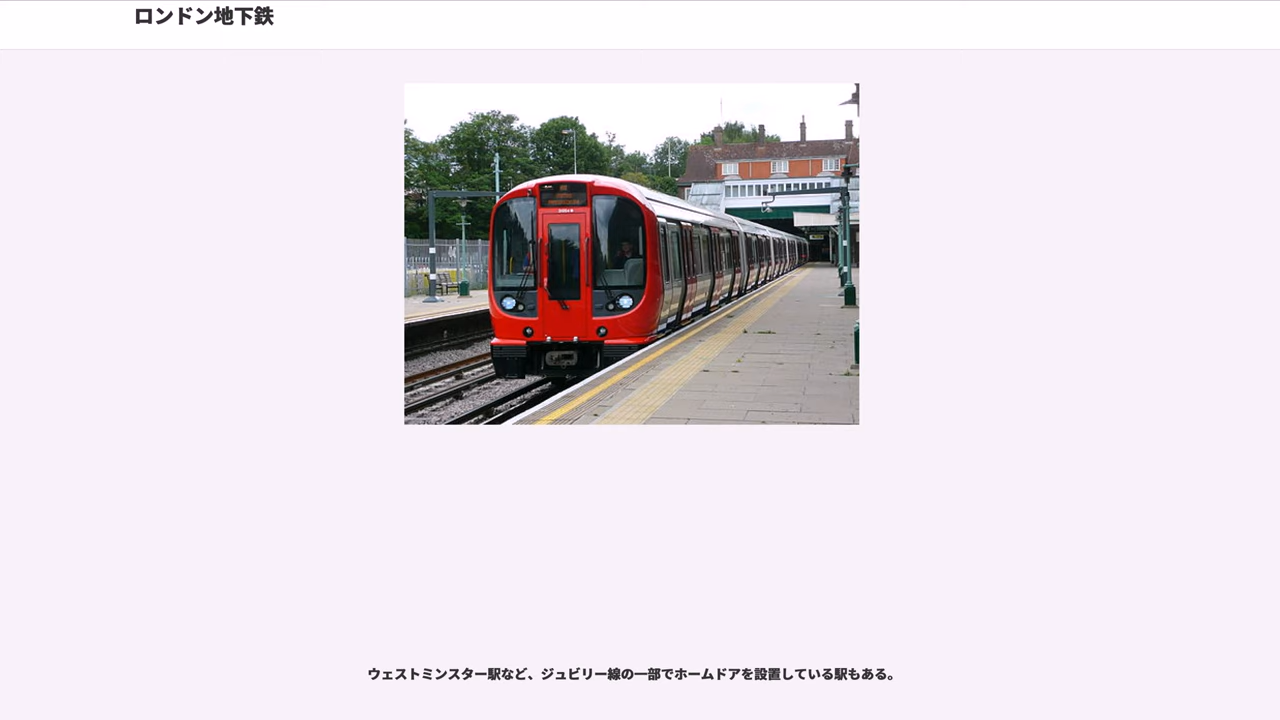 ロンドン地下鉄
ウェストミンスター駅など、ジュビリー線の一部でホームドアを設置している駅もある。